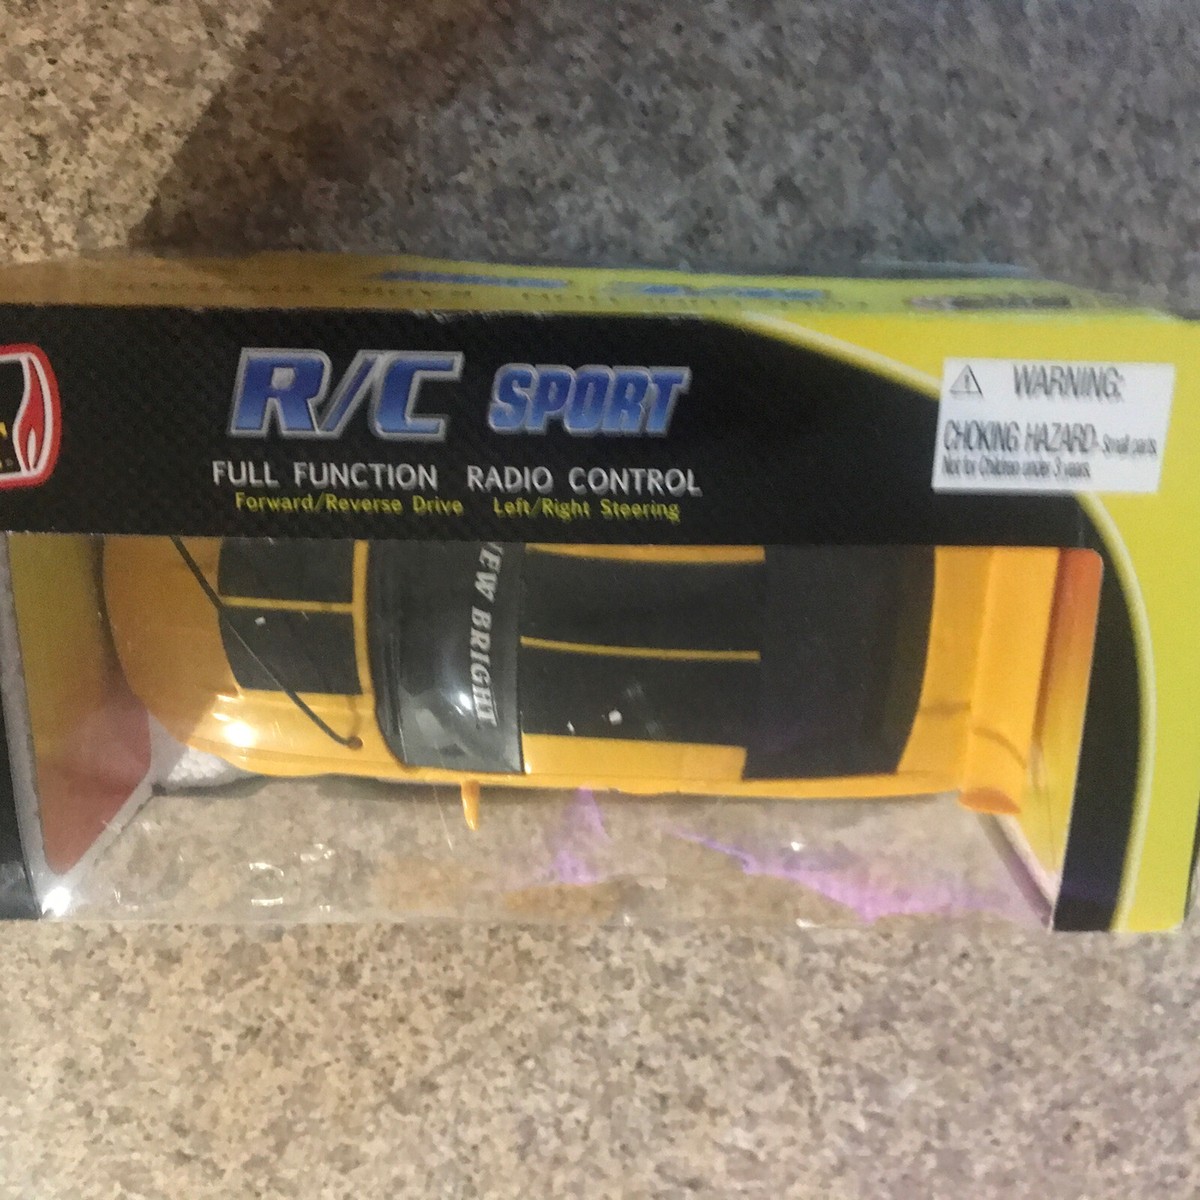 R/C SPORT
FULL FUNCTION RADIO CONTROL
Forward/Reverse Drive Left/Right Steering
WARNING:
CHOKING HAZARD- Small parts.
Not for Children under 3 years.
EW BRIGHT